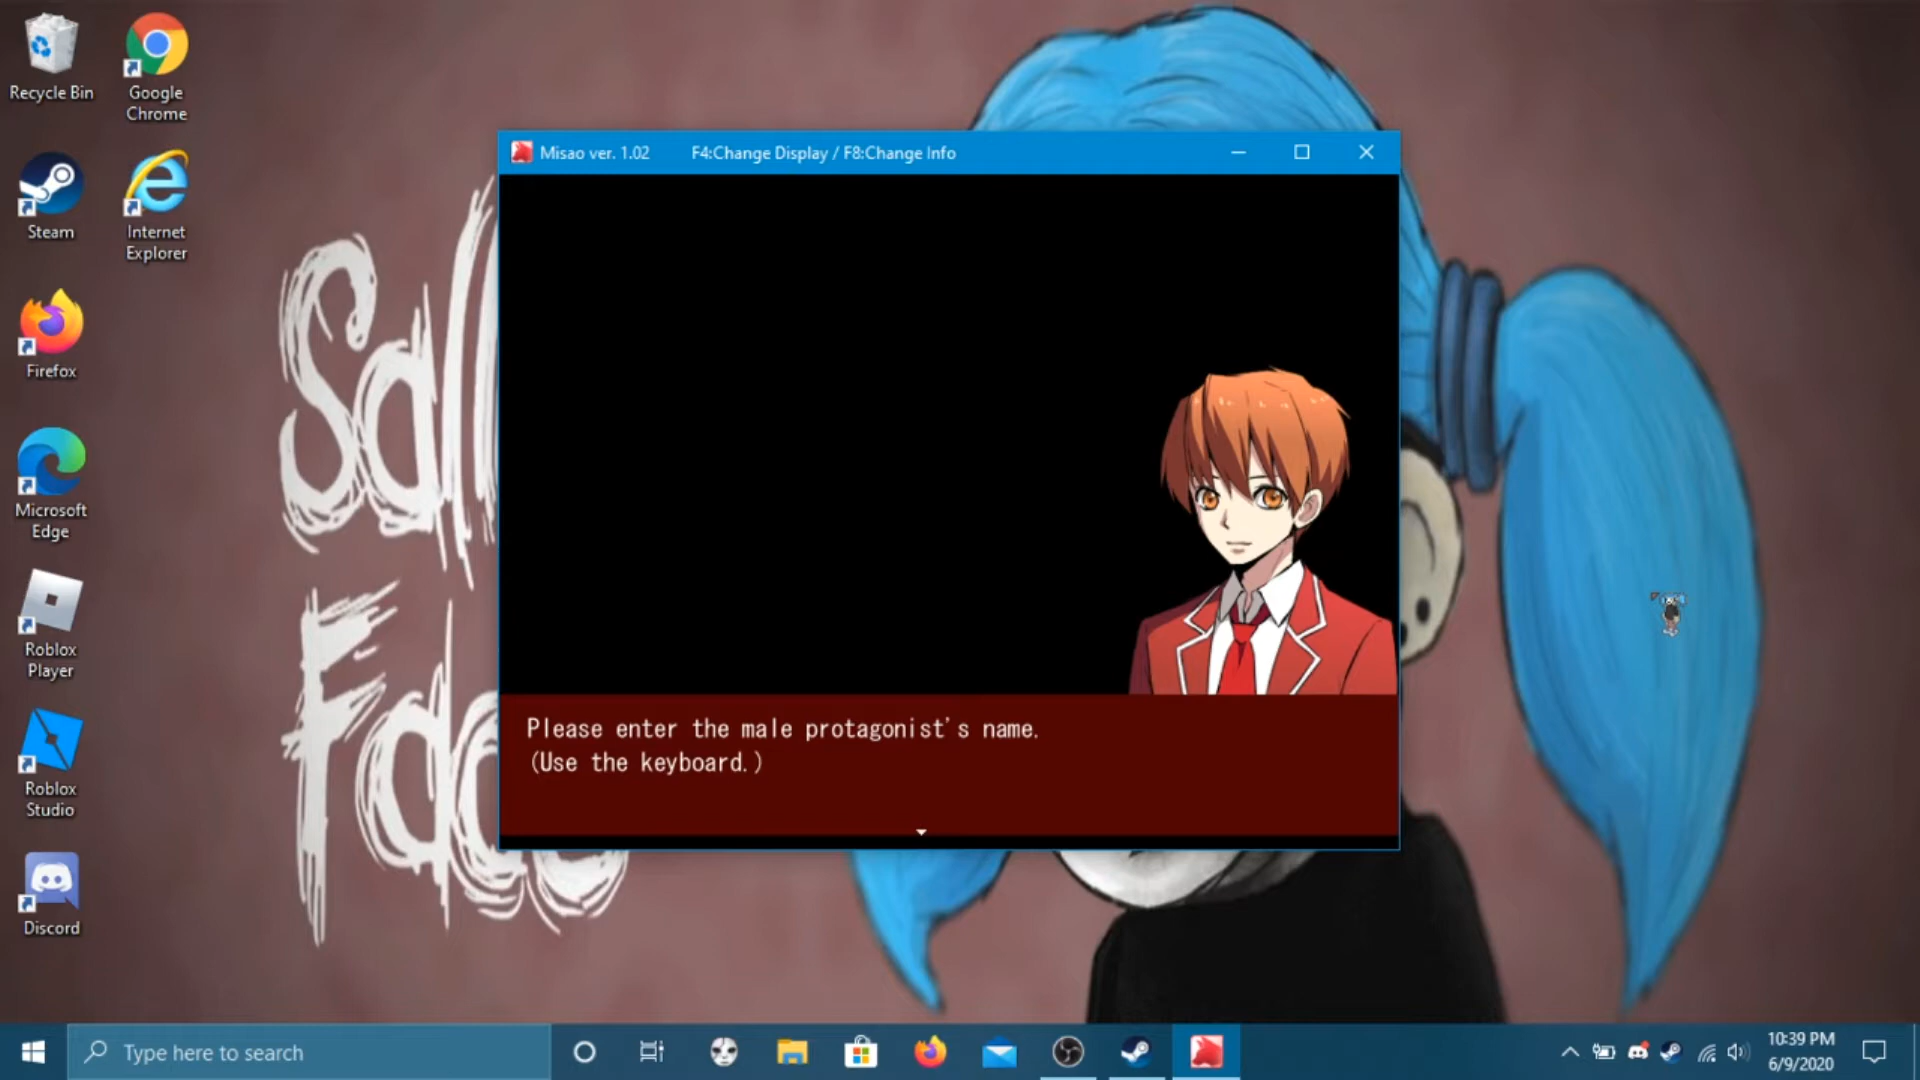 Recycle Bin
Google
Chrome
Steam
Internet
Explorer
Firefox
Microsoft
Edge
Roblox
Player
Roblox
Studio
Discord
Sall
Face
Misao ver. 1.02 F4:Change Display / F8:Change Info
Please enter the male protagonist's name.
(Use the keyboard.)
Type here to search
10:39 PM
6/9/2020